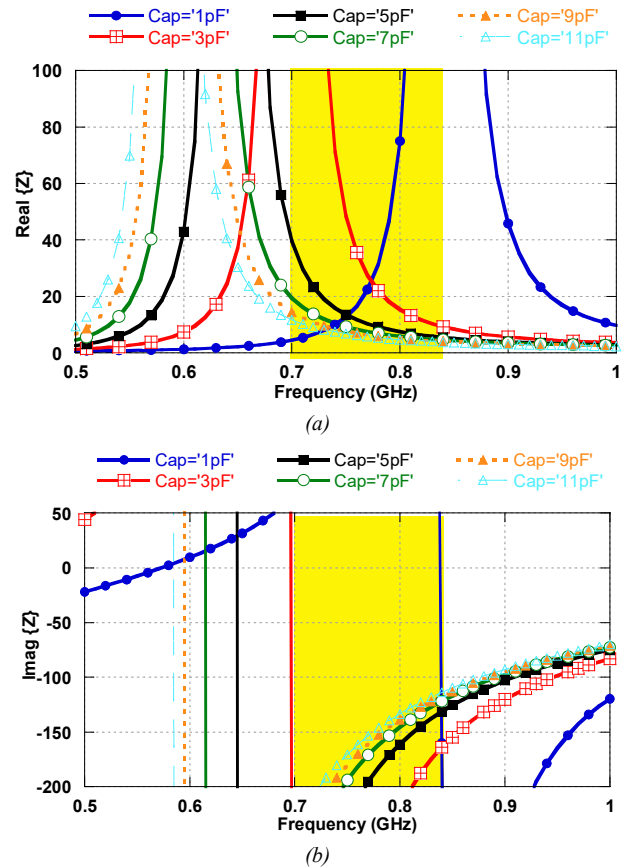 Cap='1pF' Cap='5pF' Cap='9pF'
Cap='3pF' Cap='7pF' Cap='11pF'
100
80
60
40
20
0
Real {Z}
0.5 0.6 0.7 0.8 0.9 1
Frequency (GHz)
(a)
Cap='1pF' Cap='5pF' Cap='9pF'
Cap='3pF' Cap='7pF' Cap='11pF'
50
0
-50
-100
-150
-200
Imag {Z}
0.5 0.6 0.7 0.8 0.9 1
Frequency (GHz)
(b)